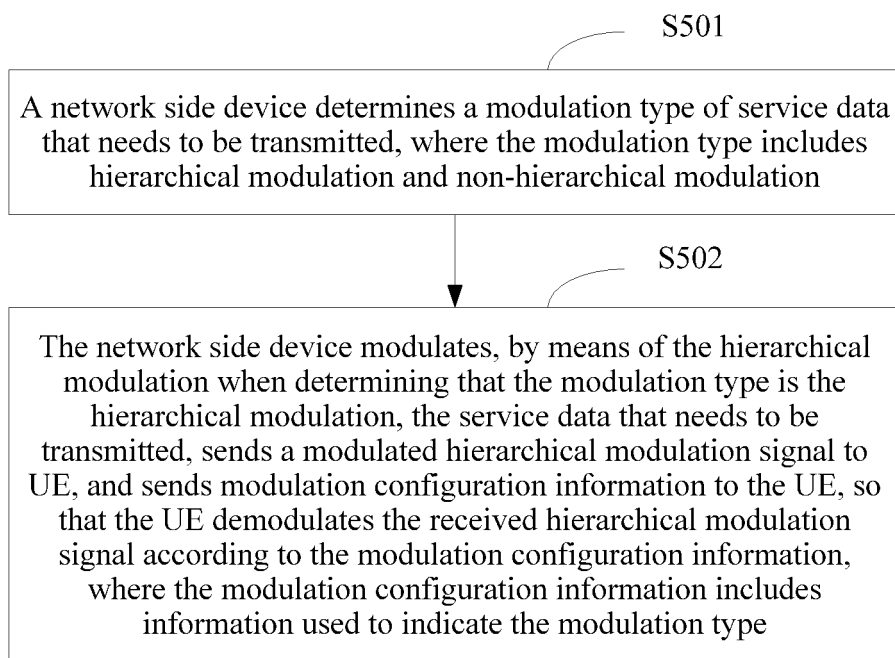 S501
A network side device determines a modulation type of service data
that needs to be transmitted, where the modulation type includes
hierarchical modulation and non-hierarchical modulation
S502
The network side device modulates, by means of the hierarchical
modulation when determining that the modulation type is the
hierarchical modulation, the service data that needs to be
transmitted, sends a modulated hierarchical modulation signal to
UE, and sends modulation configuration information to the UE, so
that the UE demodulates the received hierarchical modulation
signal according to the modulation configuration information,
where the modulation configuration information includes
information used to indicate the modulation type